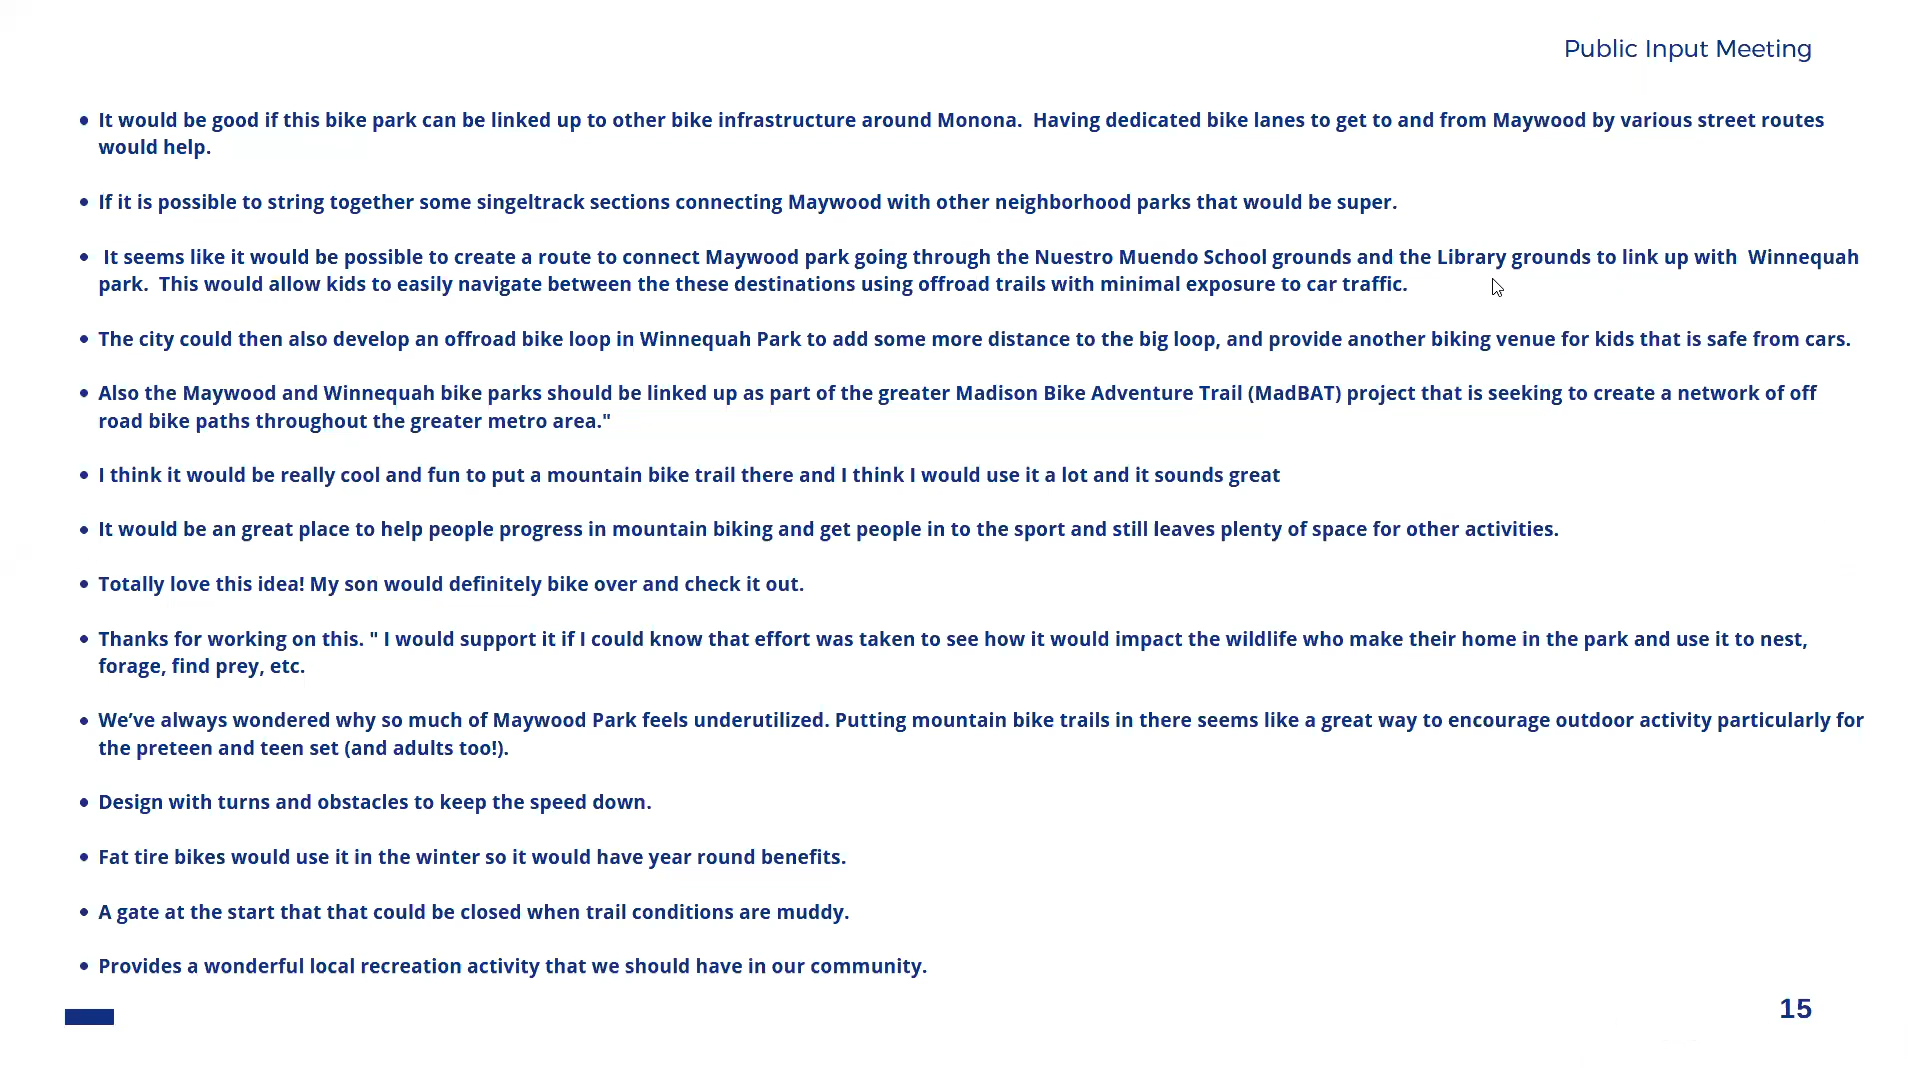 Public Input Meeting
• It would be good if this bike park can be linked up to other bike infrastructure around Monona.  Having dedicated bike lanes to get to and from Maywood by various street routes
would help.
• If it is possible to string together some singeltrack sections connecting Maywood with other neighborhood parks that would be super.
•  It seems like it would be possible to create a route to connect Maywood park going through the Nuestro Muendo School grounds and the Library grounds to link up with  Winnequah
park.  This would allow kids to easily navigate between the these destinations using offroad trails with minimal exposure to car traffic.
• The city could then also develop an offroad bike loop in Winnequah Park to add some more distance to the big loop, and provide another biking venue for kids that is safe from cars.
• Also the Maywood and Winnequah bike parks should be linked up as part of the greater Madison Bike Adventure Trail (MadBAT) project that is seeking to create a network of off
road bike paths throughout the greater metro area."
• I think it would be really cool and fun to put a mountain bike trail there and I think I would use it a lot and it sounds great
• It would be an great place to help people progress in mountain biking and get people in to the sport and still leaves plenty of space for other activities.
• Totally love this idea! My son would definitely bike over and check it out.
• Thanks for working on this. " I would support it if I could know that effort was taken to see how it would impact the wildlife who make their home in the park and use it to nest,
forage, find prey, etc.
• We’ve always wondered why so much of Maywood Park feels underutilized. Putting mountain bike trails in there seems like a great way to encourage outdoor activity particularly for
the preteen and teen set (and adults too!).
• Design with turns and obstacles to keep the speed down.
• Fat tire bikes would use it in the winter so it would have year round benefits.
• A gate at the start that that could be closed when trail conditions are muddy.
• Provides a wonderful local recreation activity that we should have in our community.
15